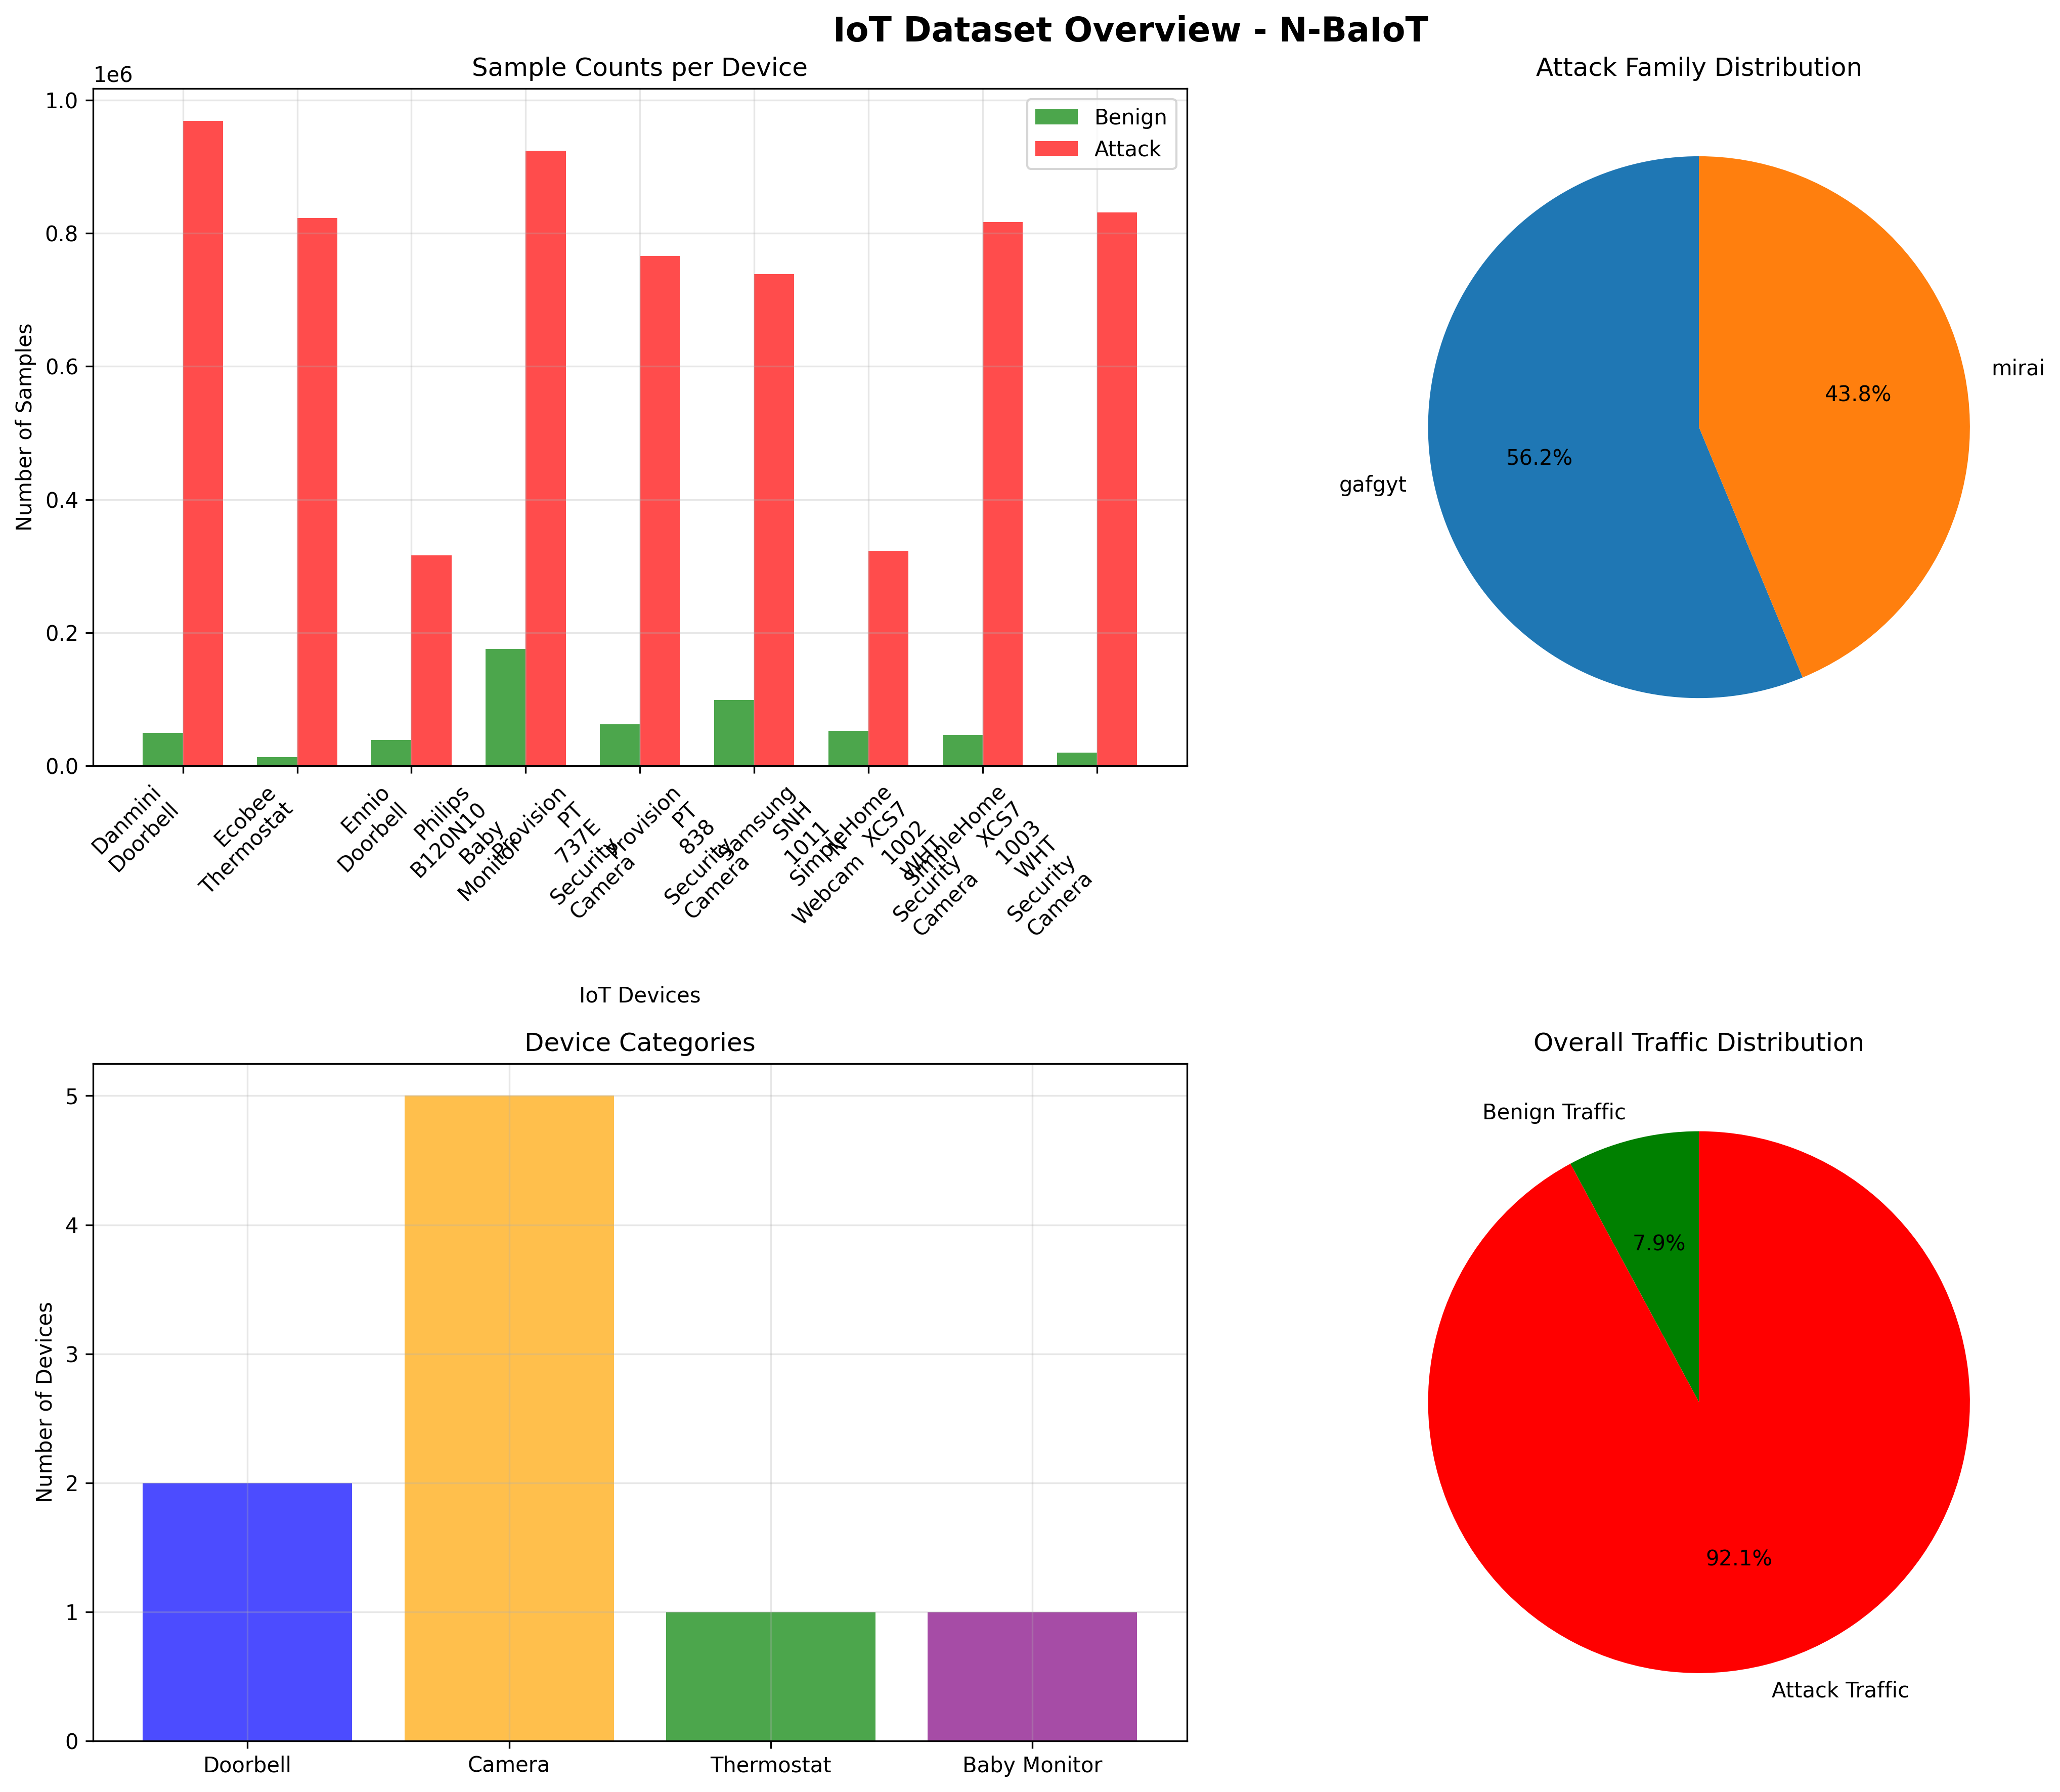 IoT Dataset Overview - N-BaIoT
Sample Counts per Device
1e6
1.0
0.8
0.6
0.4
0.2
0.0
Number of Samples
Benign
Attack
Danmini
Doorbell
Ecobee
Thermostat
Ennio
Doorbell
Philips
B120N10
Baby
Monitor
Provision
PT
737E
Security
Camera
Provision
PT
838
Security
Camera
Samsung
SNH
1011
N
Webcam
SimpleHome
XCS7
1002
WHT
Security
Camera
SimpleHome
XCS7
1003
WHT
Security
Camera
IoT Devices
Attack Family Distribution
43.8%
mirai
56.2%
gafgyt
Device Categories
5
4
3
2
1
0
Number of Devices
Doorbell
Camera
Thermostat
Baby Monitor
Overall Traffic Distribution
Benign Traffic
7.9%
92.1%
Attack Traffic